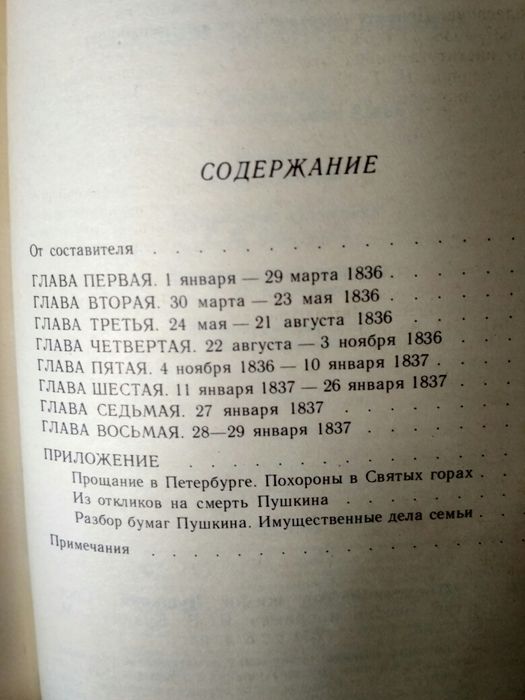 СОДЕРЖАНИЕ
От составителя . . . . . . . . . . . . . . .
ГЛАВА ПЕРВАЯ. 1 января — 29 марта 1836 . . . .
ГЛАВА ВТОРАЯ. 30 марта — 23 мая 1836 . . . .
ГЛАВА ТРЕТЬЯ. 24 мая — 21 августа 1836 . . . .
ГЛАВА ЧЕТВЕРТАЯ. 22 августа — 3 ноября 1836 . .
ГЛАВА ПЯТАЯ. 4 ноября 1836 — 10 января 1837 . .
ГЛАВА ШЕСТАЯ. 11 января 1837 — 26 января 1837 . .
ГЛАВА СЕДЬМАЯ. 27 января 1837 . . . . . .
ГЛАВА ВОСЬМАЯ. 28—29 января 1837 . . . . .
ПРИЛОЖЕНИЕ . . . . . . . . . . . .
Прощание в Петербурге. Похороны в Святых горах . .
Из откликов на смерть Пушкина . . . . . .
Разбор бумаг Пушкина. Имущественные дела семьи . .
Примечания . . . . . . . . . . . . .